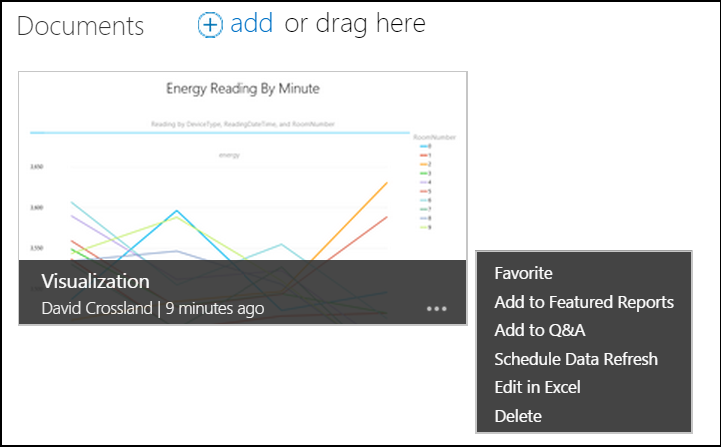 Documents
add or drag here
Energy Reading By Minute
Reading by DeviceType, ReadingDateTime, and RoomNumber
RoomNumber
energy
0
1
2
3
4
5
6
7
8
9
3,650
3,600
3,550
Visualization
David Crossland | 9 minutes ago
...
Favorite
Add to Featured Reports
Add to Q&A
Schedule Data Refresh
Edit in Excel
Delete